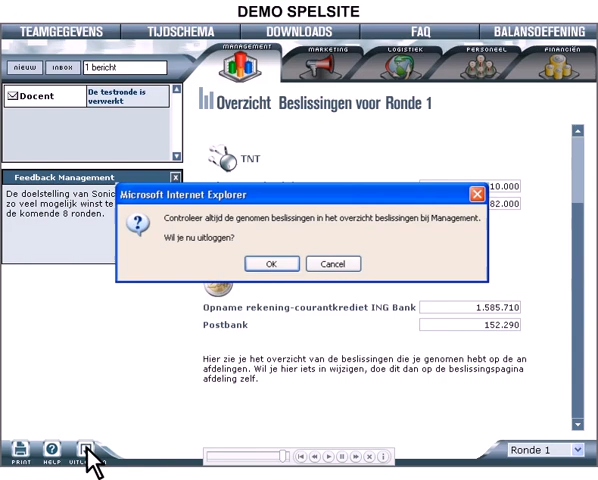 DEMO SPELSITE
TEAMGEGEVENS
TIJDSCHEMA
DOWNLOADS
FAQ
BALANSOEFENING
MANAGEMENT
MARKETING
LOGISTIEK
PERSONEEL
FINANCIËN
nieuw
INBOX
1 bericht
Docent
De testronde is
verwerkt
Overzicht Beslissingen voor Ronde 1
TNT
Feedback Management
X
De doelstelling van Sonic
zo veel mogelijk winst te
de komende 8 ronden.
10.000
82.000
Microsoft Internet Explorer
Controleer altijd de genomen beslissingen in het overzicht beslissingen bij Management.
Wil je nu uitloggen?
OK
Cancel
Opname rekening-courantkrediet ING Bank
1.585.710
Postbank
152.290
Hier zie je het overzicht van de beslissingen die je genomen hebt op de an
afdelingen. Wil je hier iets in wijzigen, doe dit dan op de beslissingspagina
afdeling zelf.
PRINT
HELP
Ronde 1